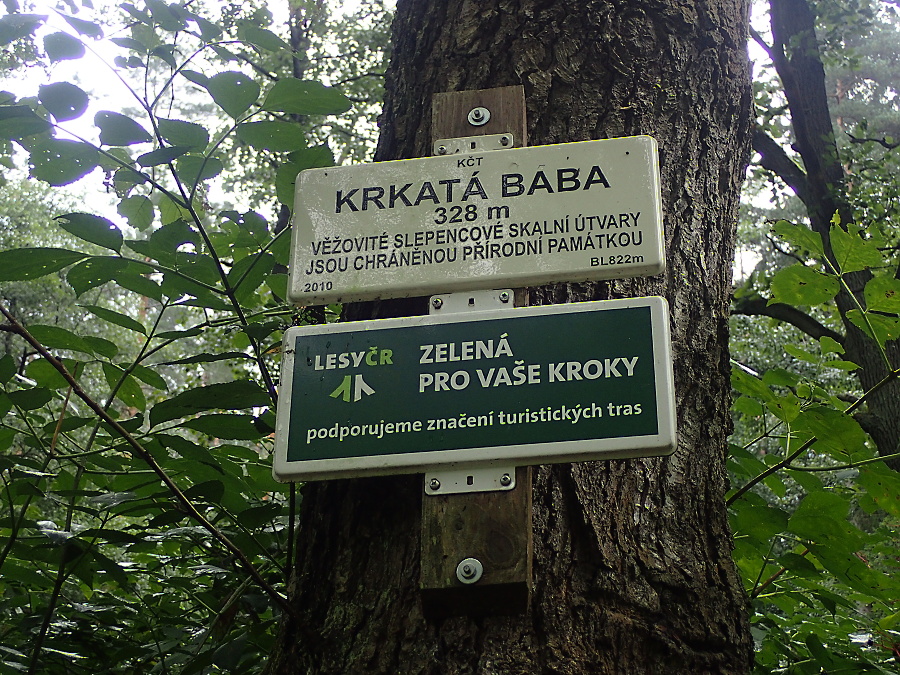 KČT
KRKATÁ BABA
328 m
VĚŽOVITÉ SLEPENCOVÉ SKALNÍ ÚTVARY
JSOU CHRÁNĚNOU PŘÍRODNÍ PAMÁTKOU
2010
BL822m
LESYČR
ZELENÁ
PRO VAŠE KROKY
podporujeme značení turistických tras